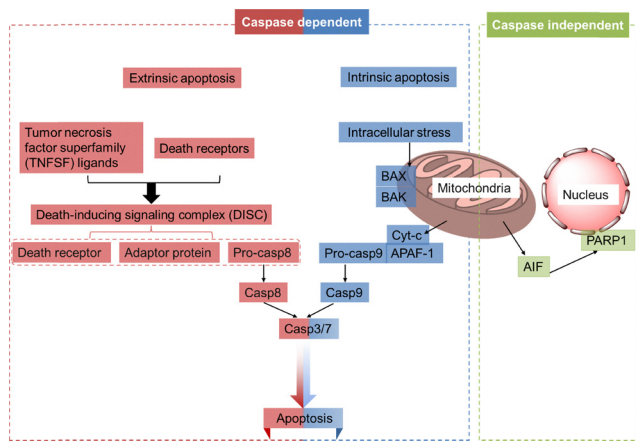 Caspase dependent
Caspase independent
Extrinsic apoptosis
Intrinsic apoptosis
Tumor necrosis
factor superfamily
(TNFSF) ligands
Death receptors
Intracellular stress
BAX
BAK
Mitochondria
Nucleus
Death-inducing signaling complex (DISC)
Cyt-c
PARP1
Death receptor
Adaptor protein
Pro-casp8
Pro-casp9
APAF-1
AIF
Casp8
Casp9
Casp3/7
Apoptosis